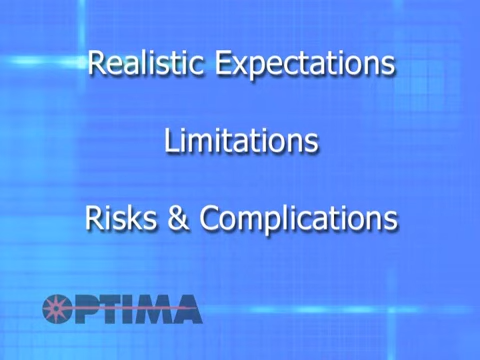 Realistic Expectations
Limitations
Risks & Complications
OPTIMA